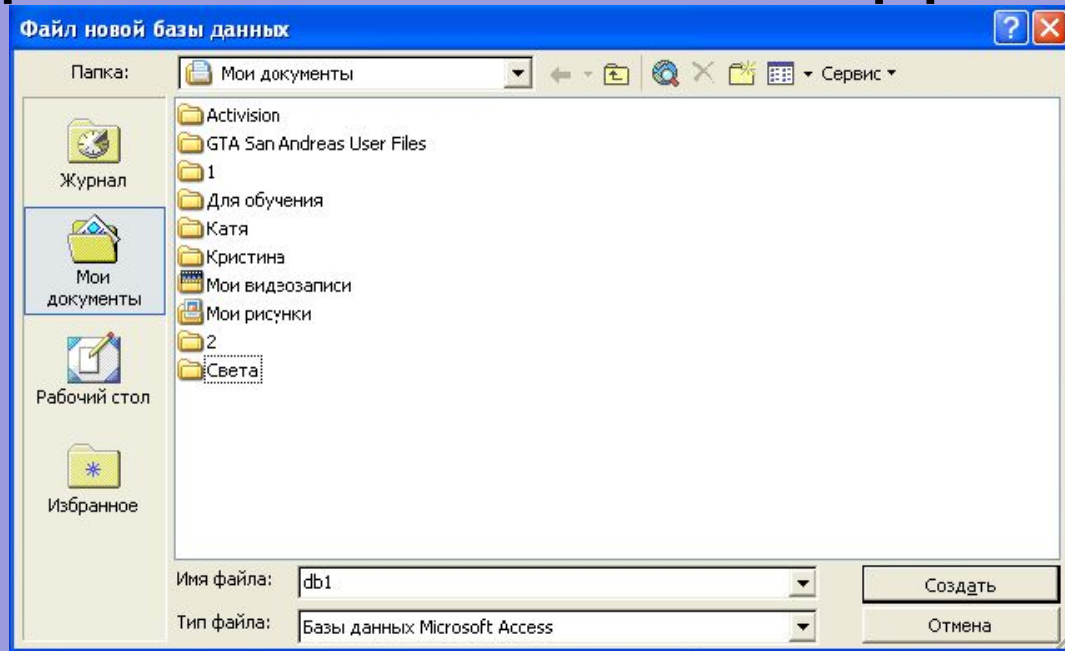 Файл новой базы данных
Папка:
Мои документы
Сервис
Журнал
Мои
документы
Рабочий стол
Избранное
Activision
GTA San Andreas User Files
1
Для обучения
Катя
Кристина
Мои видеозаписи
Мои рисунки
2
Света
Имя файла:
db1
Создать
Тип файла:
Базы данных Microsoft Access
Отмена